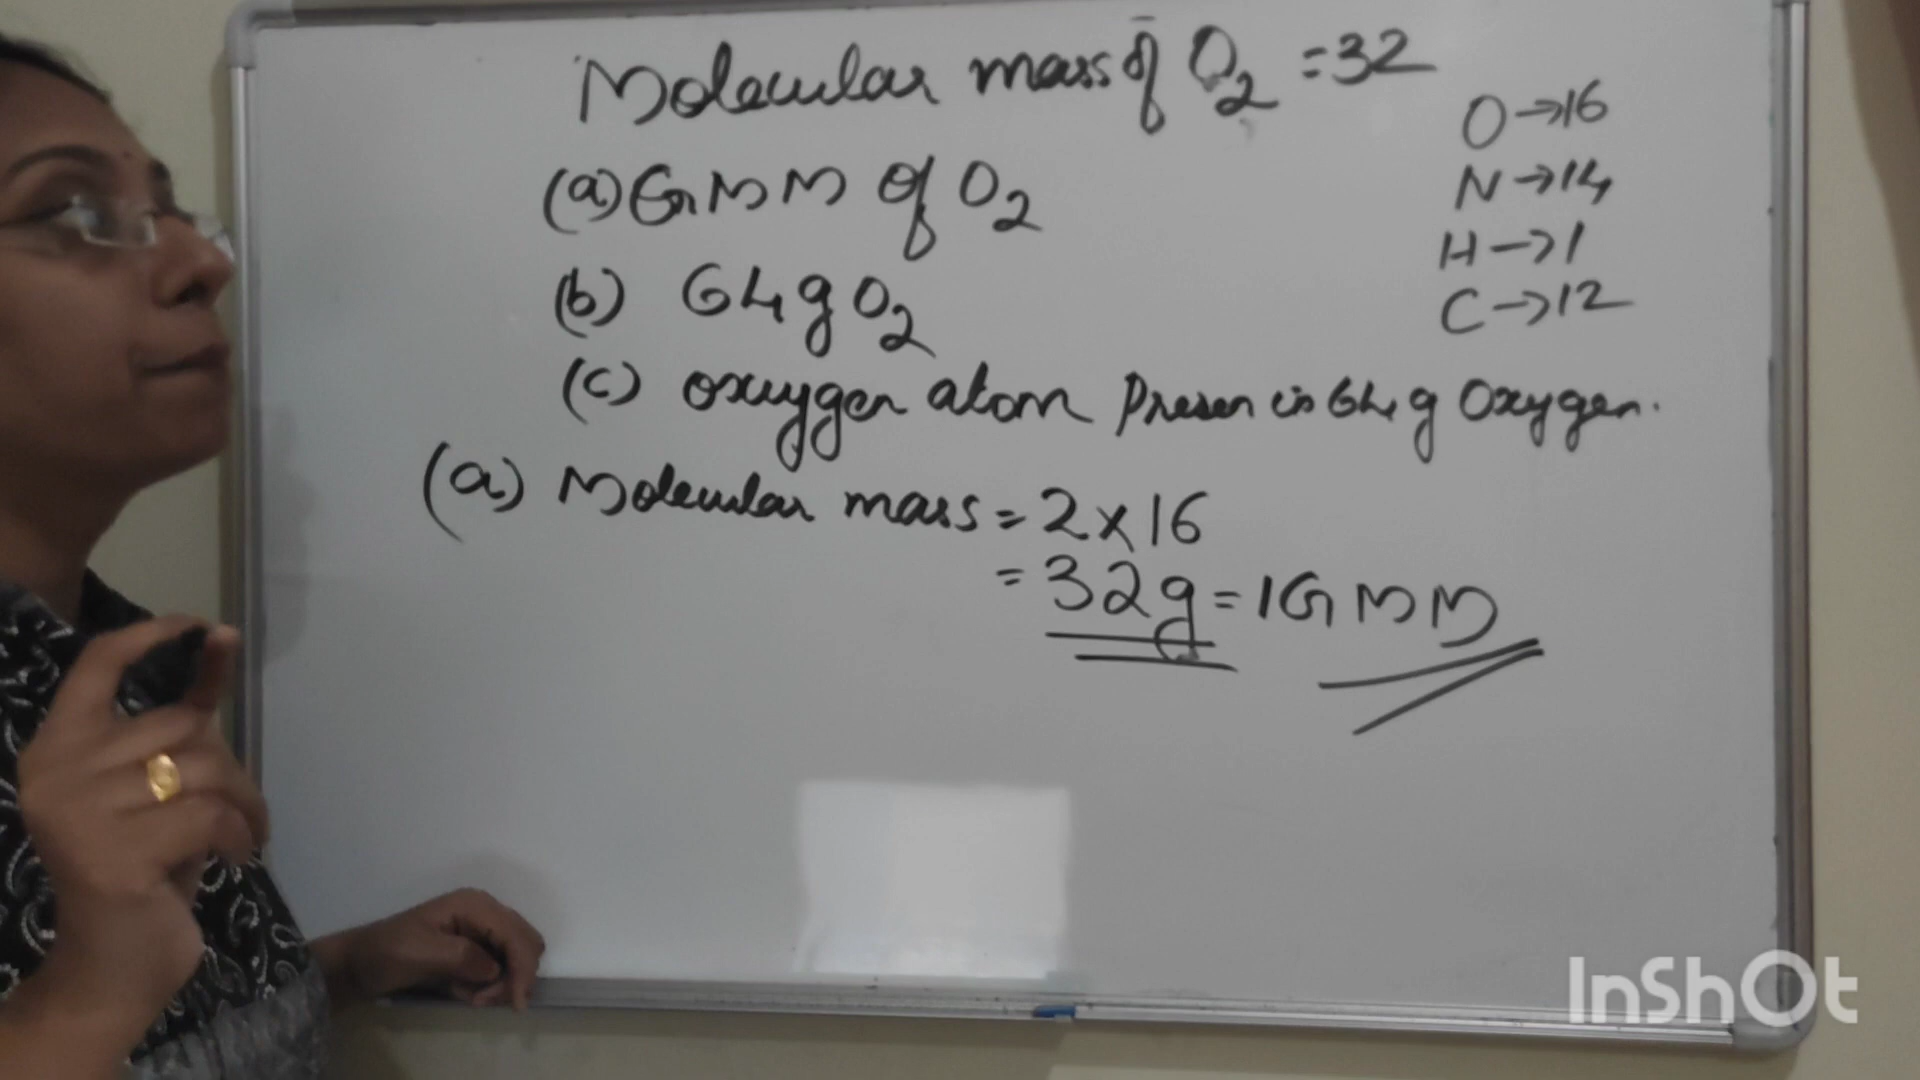 Molecular mass of O2 = 32
O → 16
N → 14
H → 1
C → 12
(a) GMM of O2
(b) 64g O2
(c) oxygen atom Presen in 64g Oxygen.
(a) Molecular mass = 2 x 16
= 32g = 1GMM
InShOt